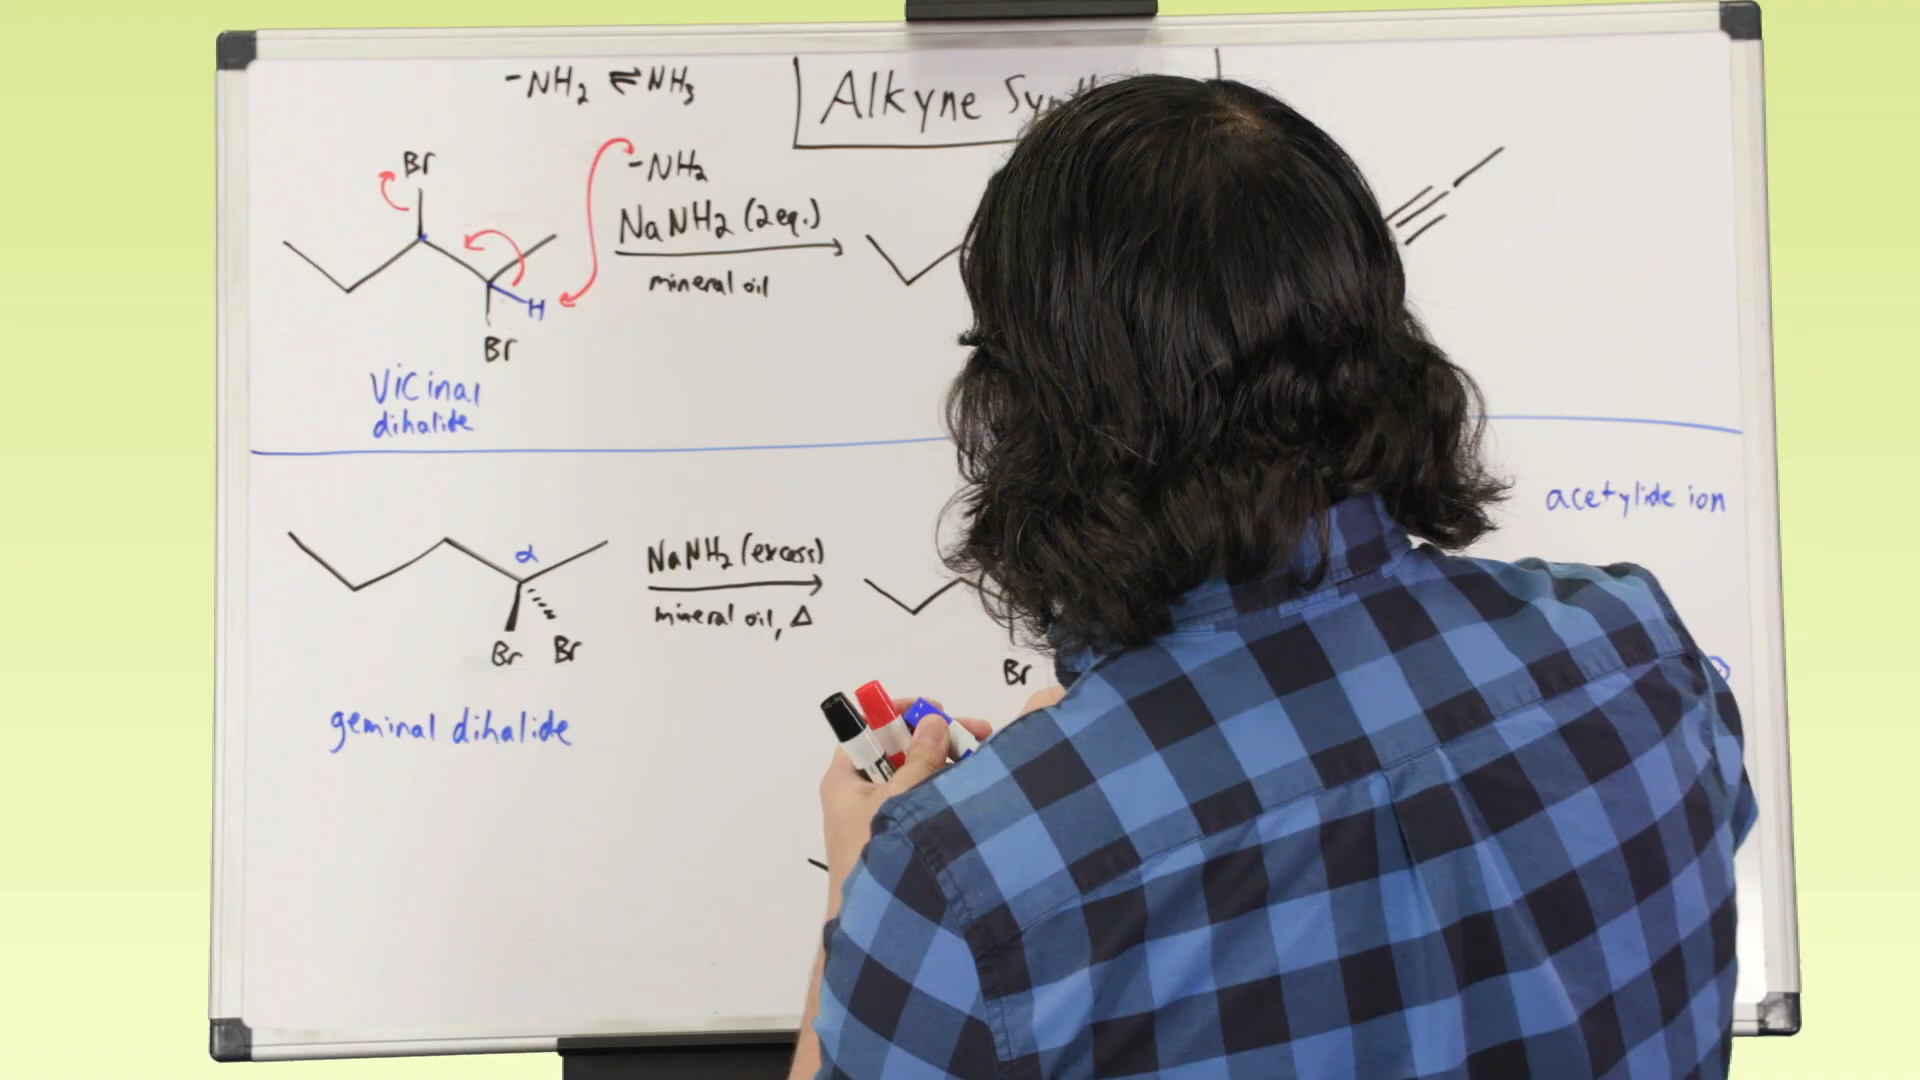 -NH2 ⇌ NH3
Alkyne
Br
-NH2
NaNH2 (2eq.)
mineral oil
H
Br
Vicinal
dihalide
acetylide ion
α
NaNH2 (excess)
mineral oil, Δ
Br Br
Br
geminal dihalide